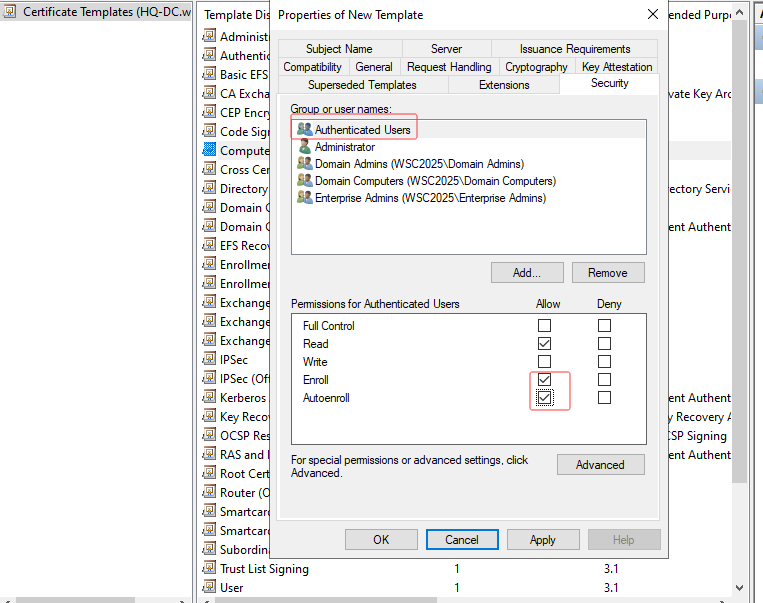 Certificate Templates (HQ-DC.w
Template Dis
ended Purp
Administ
Authentic
Basic EFS
CA Excha
vate Key Arc
CEP Encry
Code Sign
Compute
Cross Cer
Directory
ectory Servi
Domain C
Domain C
ent Authent
EFS Reco
Enrollmer
Enrollmer
Exchange
Exchange
Exchange
IPSec
IPSec (Off
Kerberos
ent Authent
Key Recov
y Recovery A
OCSP Res
CSP Signing
RAS and I
ent Authent
Root Cert
Router (O
Smartcard
Smartcard
Subordina
Trust List Signing 1 3.1
User 1 3.1
Properties of New Template
Subject Name Server Issuance Requirements
Compatibility General Request Handling Cryptography Key Attestation
Superseded Templates Extensions Security
Group or user names:
Authenticated Users
Administrator
Domain Admins (WSC2025\Domain Admins)
Domain Computers (WSC2025\Domain Computers)
Enterprise Admins (WSC2025\Enterprise Admins)
Add... Remove
Permissions for Authenticated Users Allow Deny
Full Control
Read
Write
Enroll
Autoenroll
For special permissions or advanced settings, click
Advanced.
Advanced
OK Cancel Apply Help